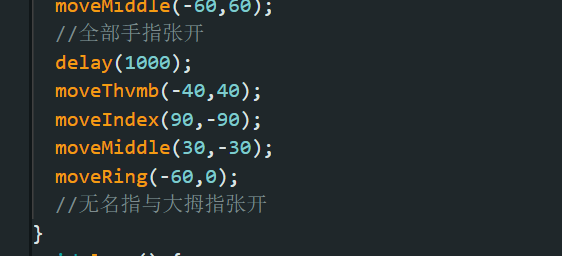 moveMiddle(-60,60);
//全部手指张开
delay(1000);
moveThvmb(-40,40);
moveIndex(90,-90);
moveMiddle(30,-30);
moveRing(-60,0);
//无名指与大拇指张开
}